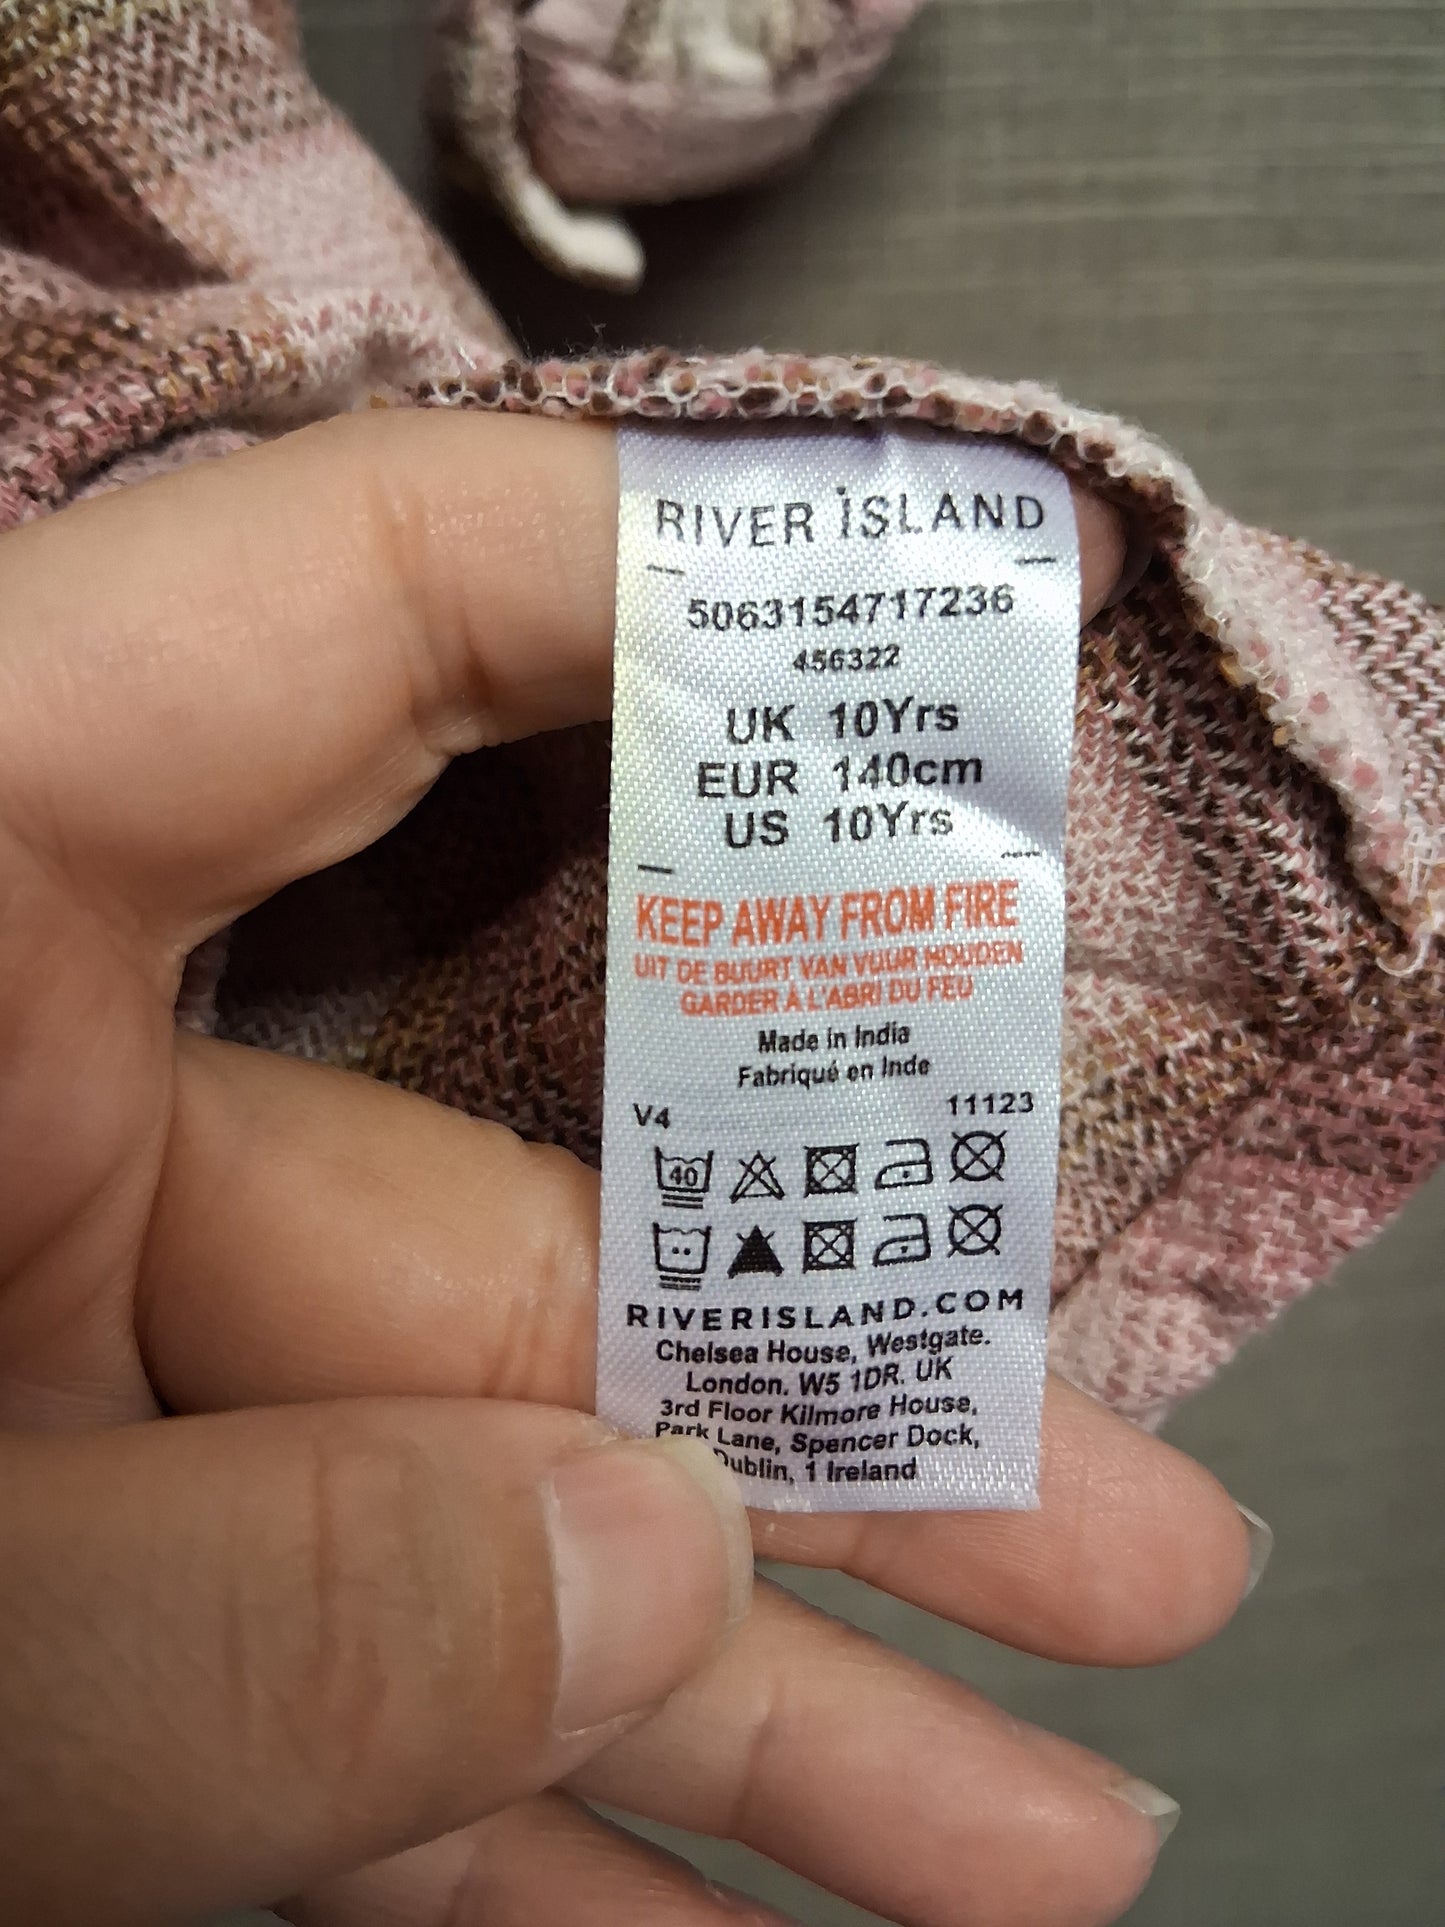 RIVER ISLAND
5063154717236
456322
UK 10Yrs
EUR 140cm
US 10Yrs
KEEP AWAY FROM FIRE
UIT DE BUURT VAN VUUR HOUDEN
GARDER À L'ABRI DU FEU
Made in India
Fabriqué en Inde
V4 11123
40
RIVERISLAND.COM
Chelsea House, Westgate.
London. W5 1DR. UK
3rd Floor Kilmore House,
Park Lane, Spencer Dock,
Dublin, 1 Ireland